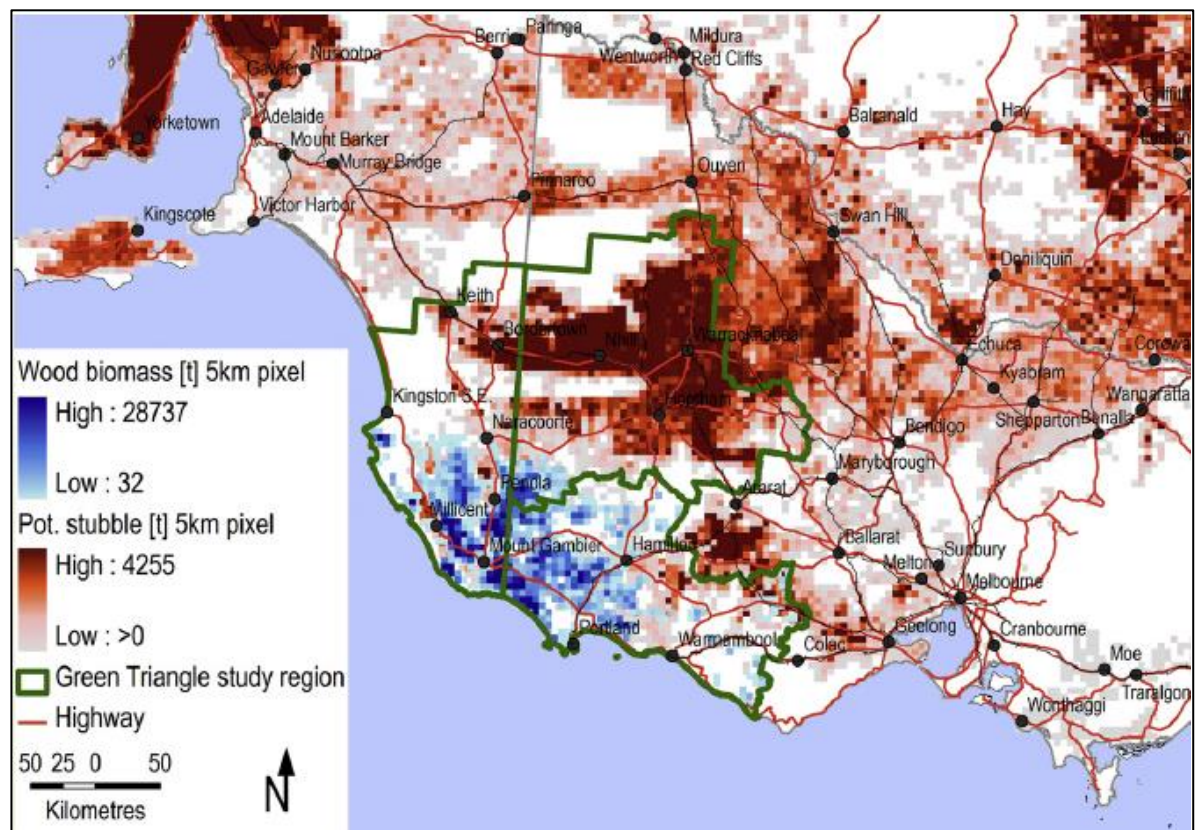 Paringa
Berri
Mildura
Wentworth
Red Cliffs
Nuriootpa
Gawler
Griffith
Balranald
Hay
Yorketown
Adelaide
Mount Barker
Murray Bridge
Ouyen
Pinnaroo
Kingscote
Victor Harbor
Swan Hill
Deniliquin
Keith
Bordertown
Nhill
Warracknabeal
Echuca
Corowa
Kyabram
Wood biomass [t] 5km pixel
High : 28737
Low : 32
Kingston S.E.
Horsham
Shepparton
Wangaratta
Benalla
Naracoorte
Bendigo
Maryborough
Pot. stubble [t] 5km pixel
High : 4255
Low : >0
Penola
Ararat
Millicent
Mount Gambier
Hamilton
Ballarat
Sunbury
Melton
Melbourne
Portland
Warrnambool
Colac
Geelong
Cranbourne
Moe
Traralgon
Wonthaggi
Green Triangle study region
Highway
50 25 0 50
Kilometres
N